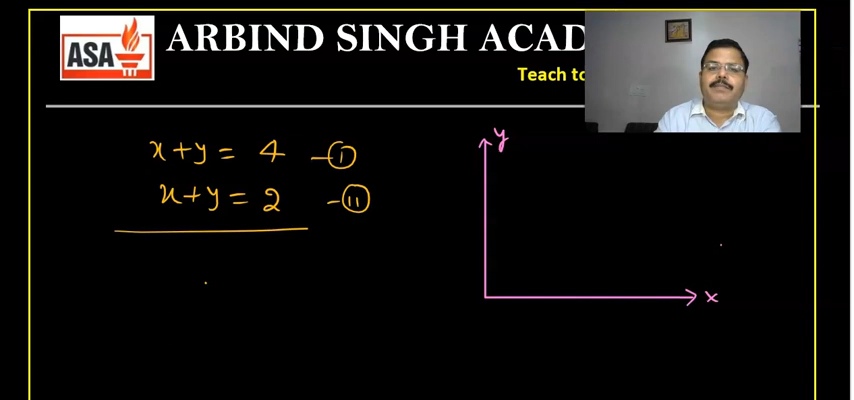 ASA
ARBIND SINGH ACAD
Teach to
x+y = 4 -(I)
x+y = 2 -(II)
y
x